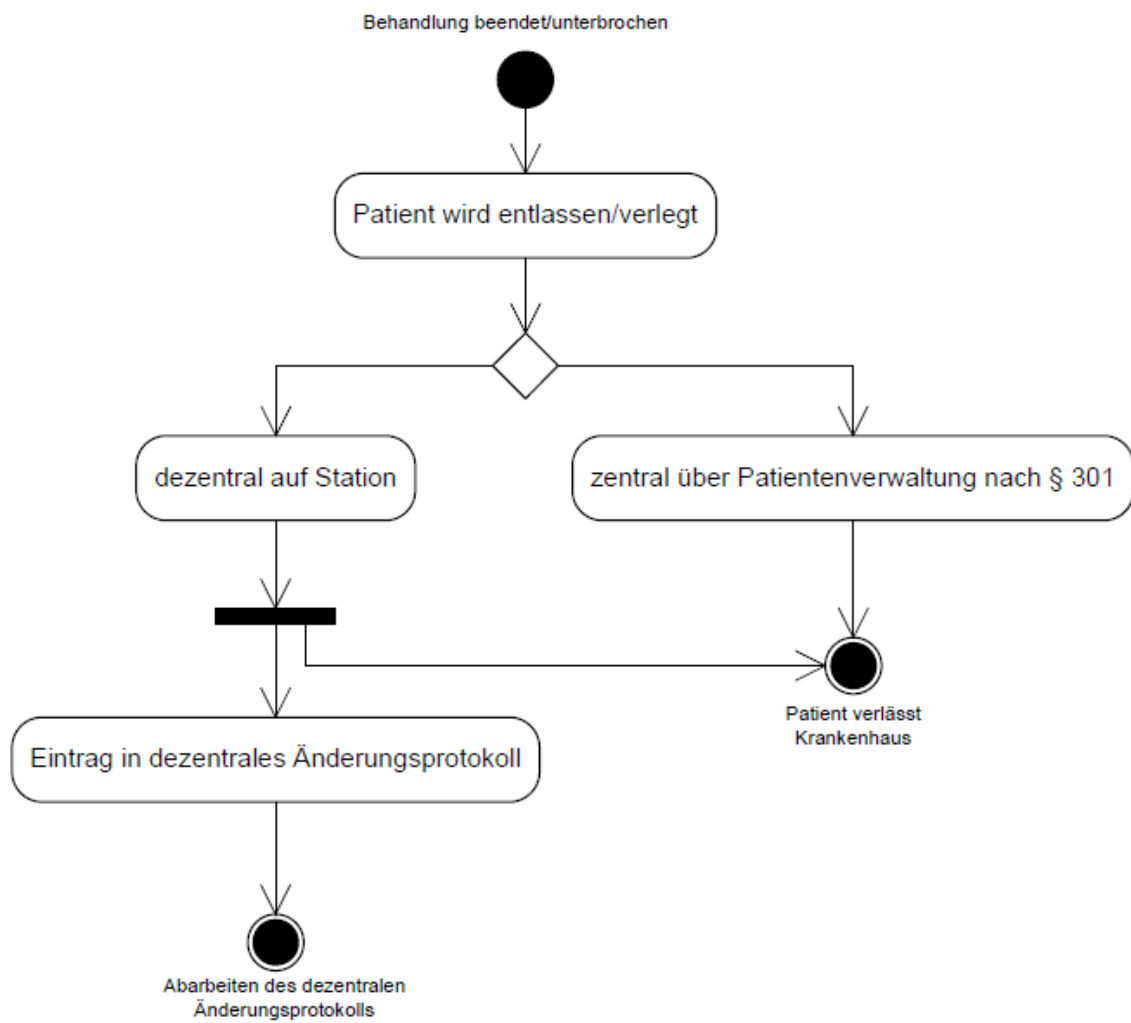 Behandlung beendet/unterbrochen
Patient wird entlassen/verlegt
dezentral auf Station
zentral über Patientenverwaltung nach § 301
Patient verlässt
Krankenhaus
Eintrag in dezentrales Änderungsprotokoll
Abarbeiten des dezentralen
Änderungsprotokolls